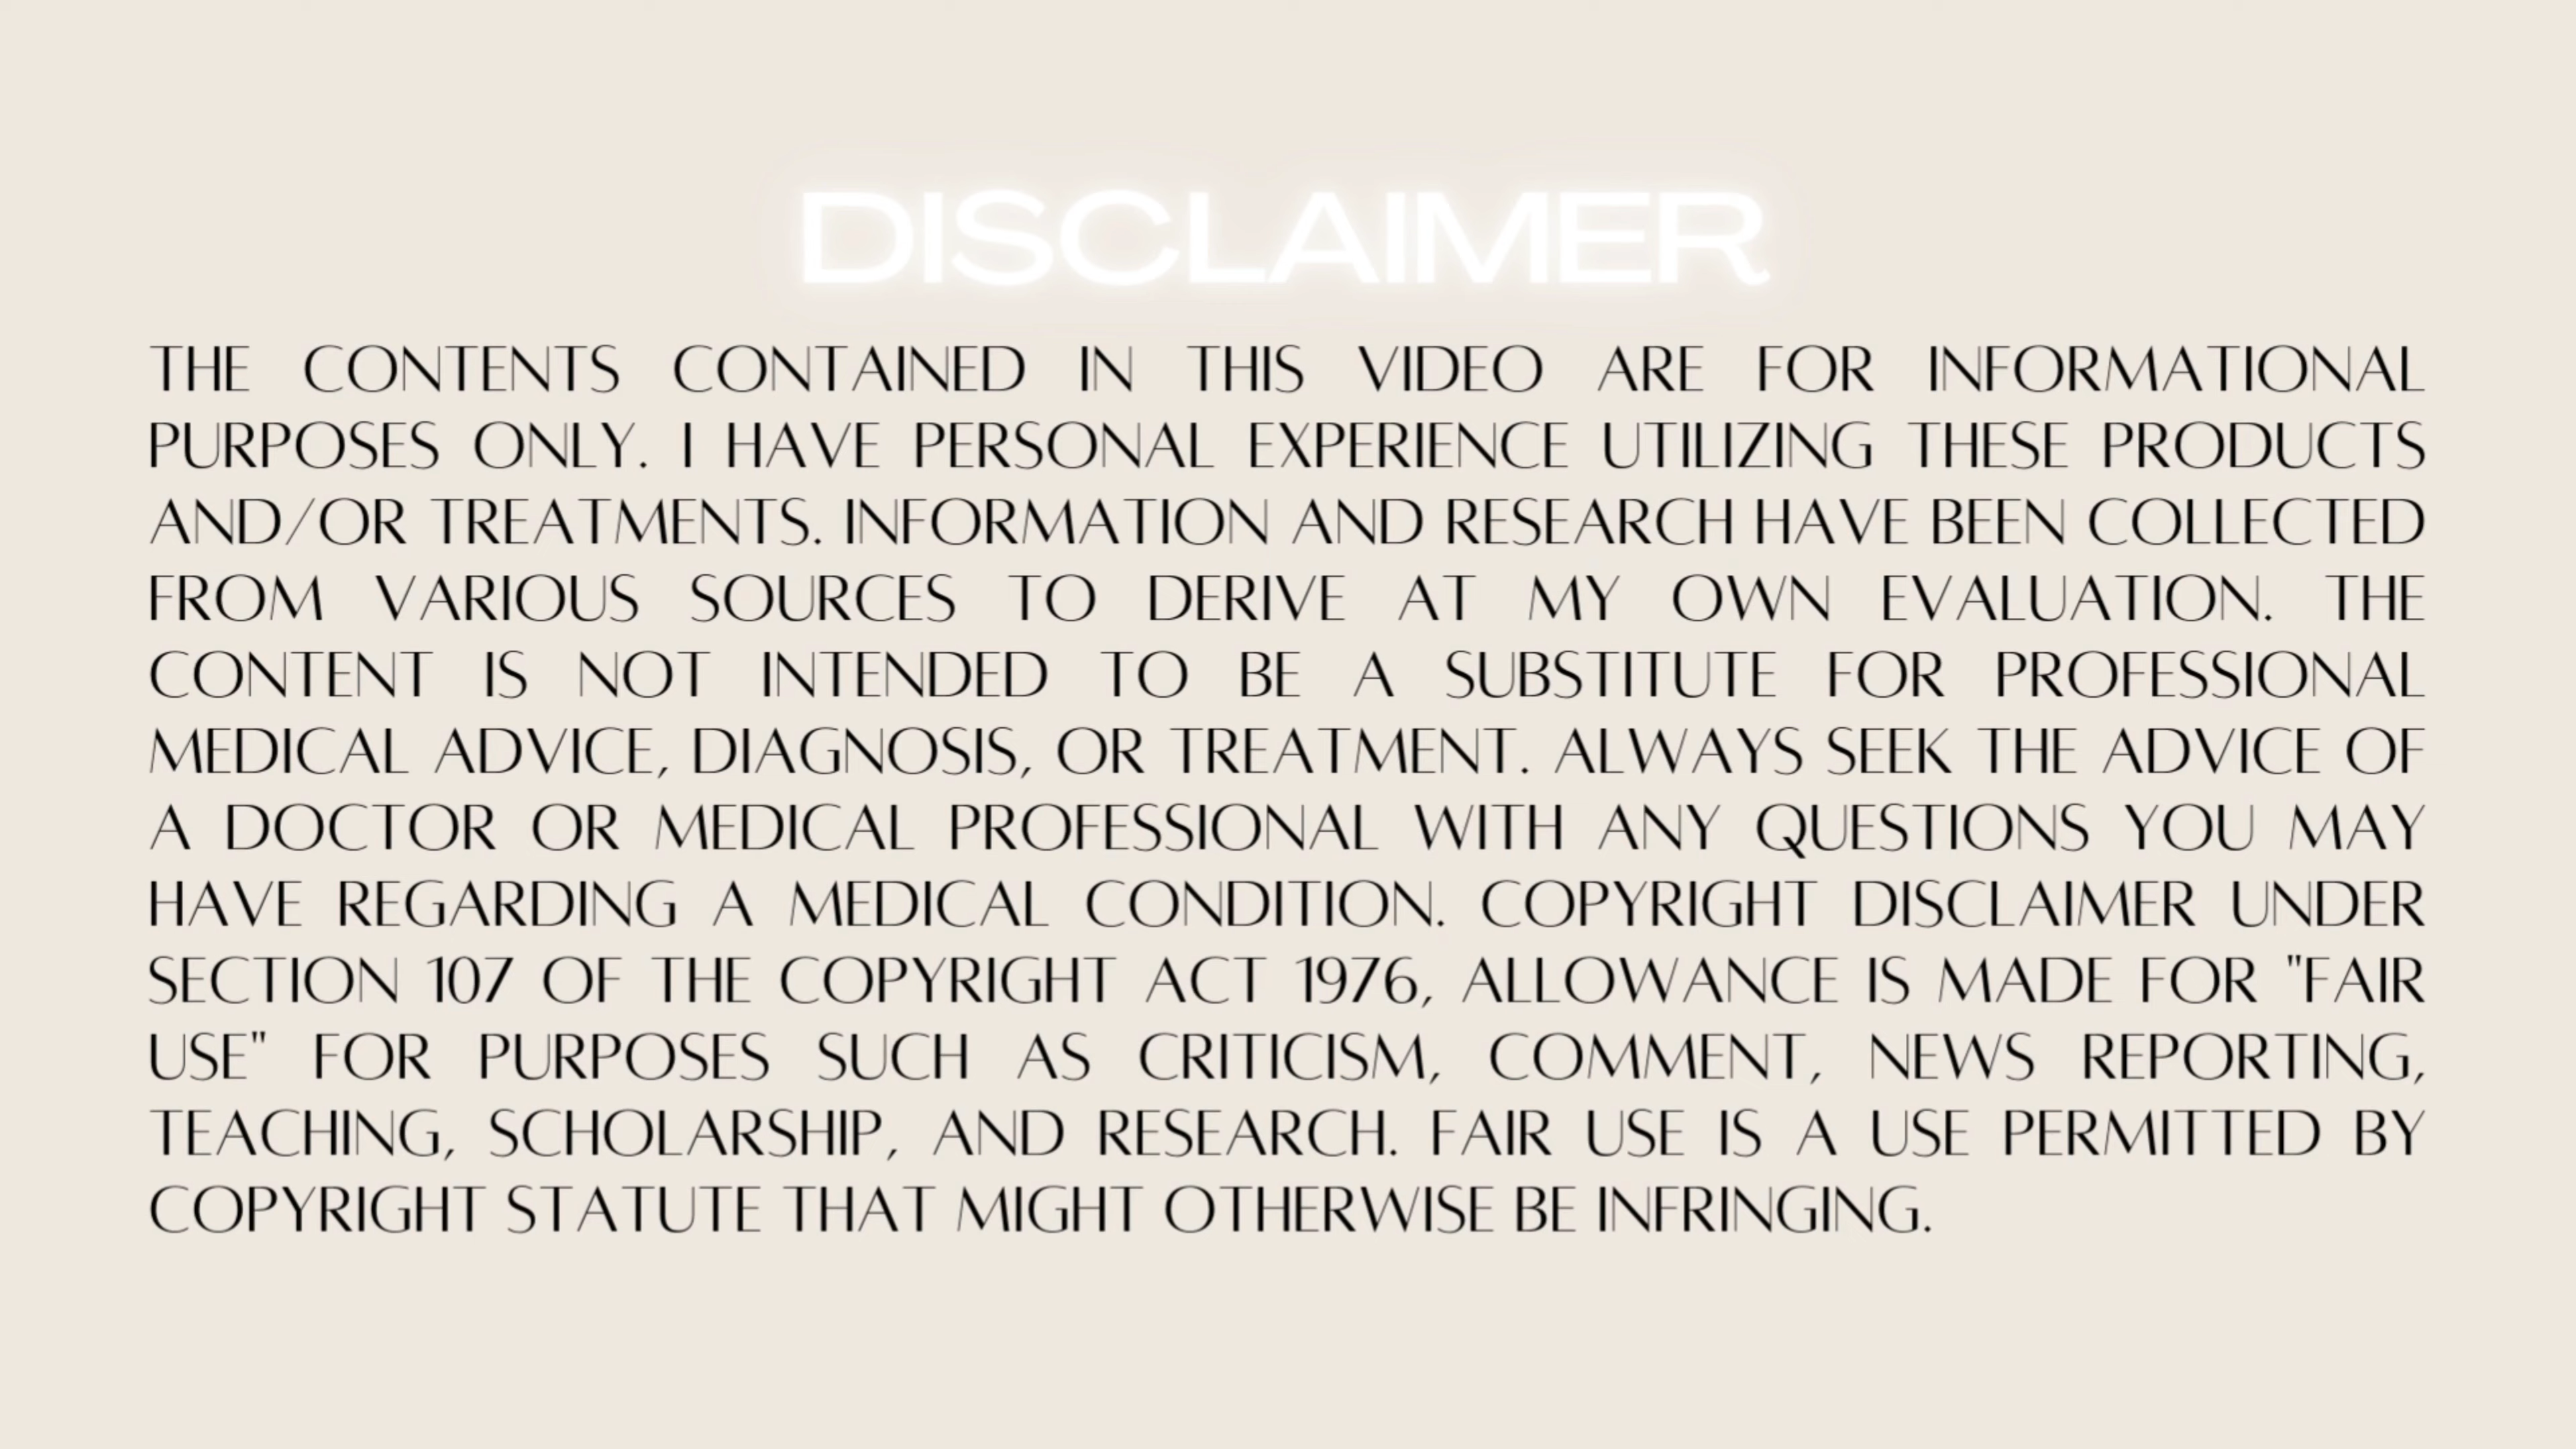 DISCLAIMER
THE CONTENTS CONTAINED IN THIS VIDEO ARE FOR INFORMATIONAL
PURPOSES ONLY. I HAVE PERSONAL EXPERIENCE UTILIZING THESE PRODUCTS
AND/OR TREATMENTS. INFORMATION AND RESEARCH HAVE BEEN COLLECTED
FROM VARIOUS SOURCES TO DERIVE AT MY OWN EVALUATION. THE
CONTENT IS NOT INTENDED TO BE A SUBSTITUTE FOR PROFESSIONAL
MEDICAL ADVICE, DIAGNOSIS, OR TREATMENT. ALWAYS SEEK THE ADVICE OF
A DOCTOR OR MEDICAL PROFESSIONAL WITH ANY QUESTIONS YOU MAY
HAVE REGARDING A MEDICAL CONDITION. COPYRIGHT DISCLAIMER UNDER
SECTION 107 OF THE COPYRIGHT ACT 1976, ALLOWANCE IS MADE FOR "FAIR
USE" FOR PURPOSES SUCH AS CRITICISM, COMMENT, NEWS REPORTING,
TEACHING, SCHOLARSHIP, AND RESEARCH. FAIR USE IS A USE PERMITTED BY
COPYRIGHT STATUTE THAT MIGHT OTHERWISE BE INFRINGING.